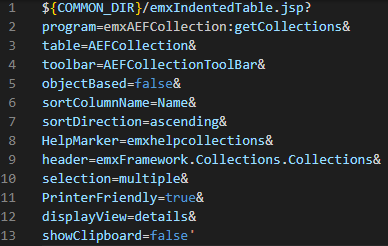 1 ${COMMON_DIR}/emxIndentedTable.jsp?
2 program=emxAEFCollection:getCollections&
3 table=AEFCollection&
4 toolbar=AEFCollectionToolBar&
5 objectBased=false&
6 sortColumnName=Name&
7 sortDirection=ascending&
8 HelpMarker=emxhelpcollections&
9 header=emxFramework.Collections.Collections&
10 selection=multiple&
11 PrinterFriendly=true&
12 displayView=details&
13 showClipboard=false`